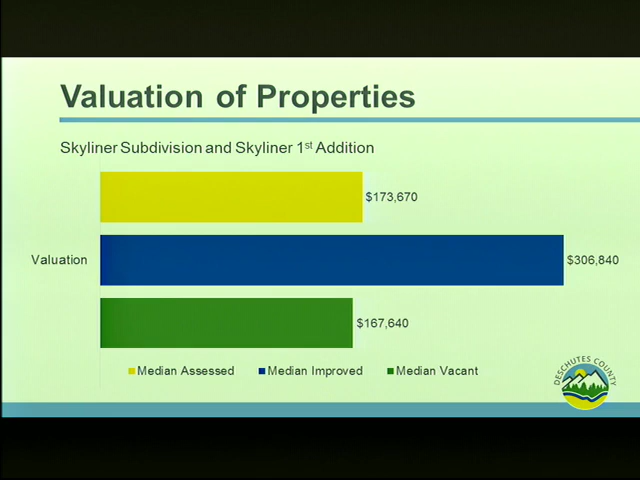 Valuation of Properties
Skyliner Subdivision and Skyliner 1st Addition
$173,670
Valuation
$306,840
$167,640
Median Assessed
Median Improved
Median Vacant
DESCHUTES COUNTY